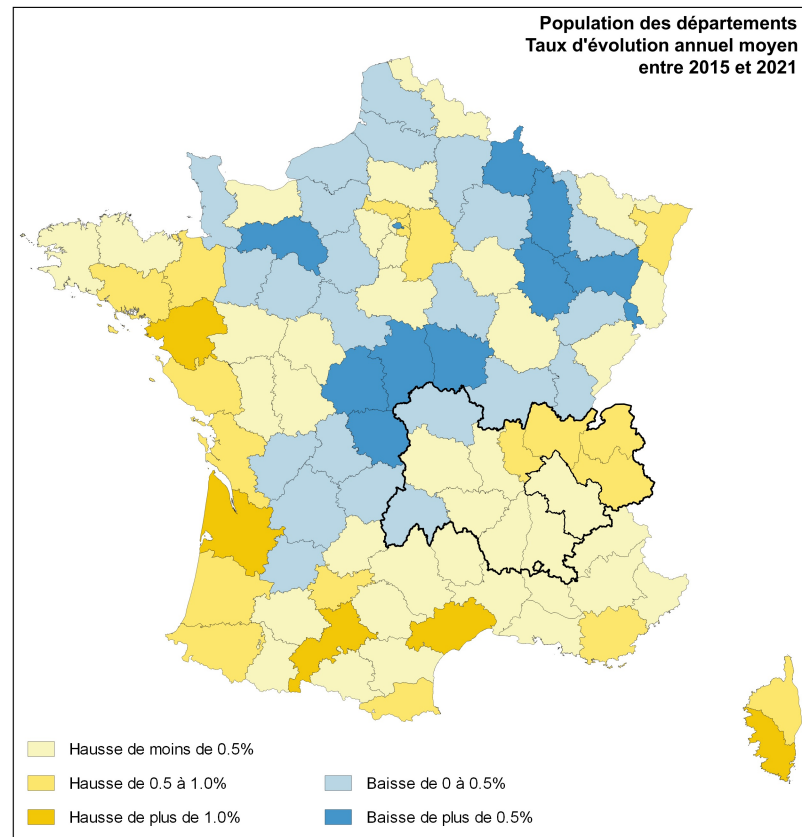 Population des départements
Taux d'évolution annuel moyen
entre 2015 et 2021
Hausse de moins de 0.5%
Hausse de 0.5 à 1.0%
Hausse de plus de 1.0%
Baisse de 0 à 0.5%
Baisse de plus de 0.5%